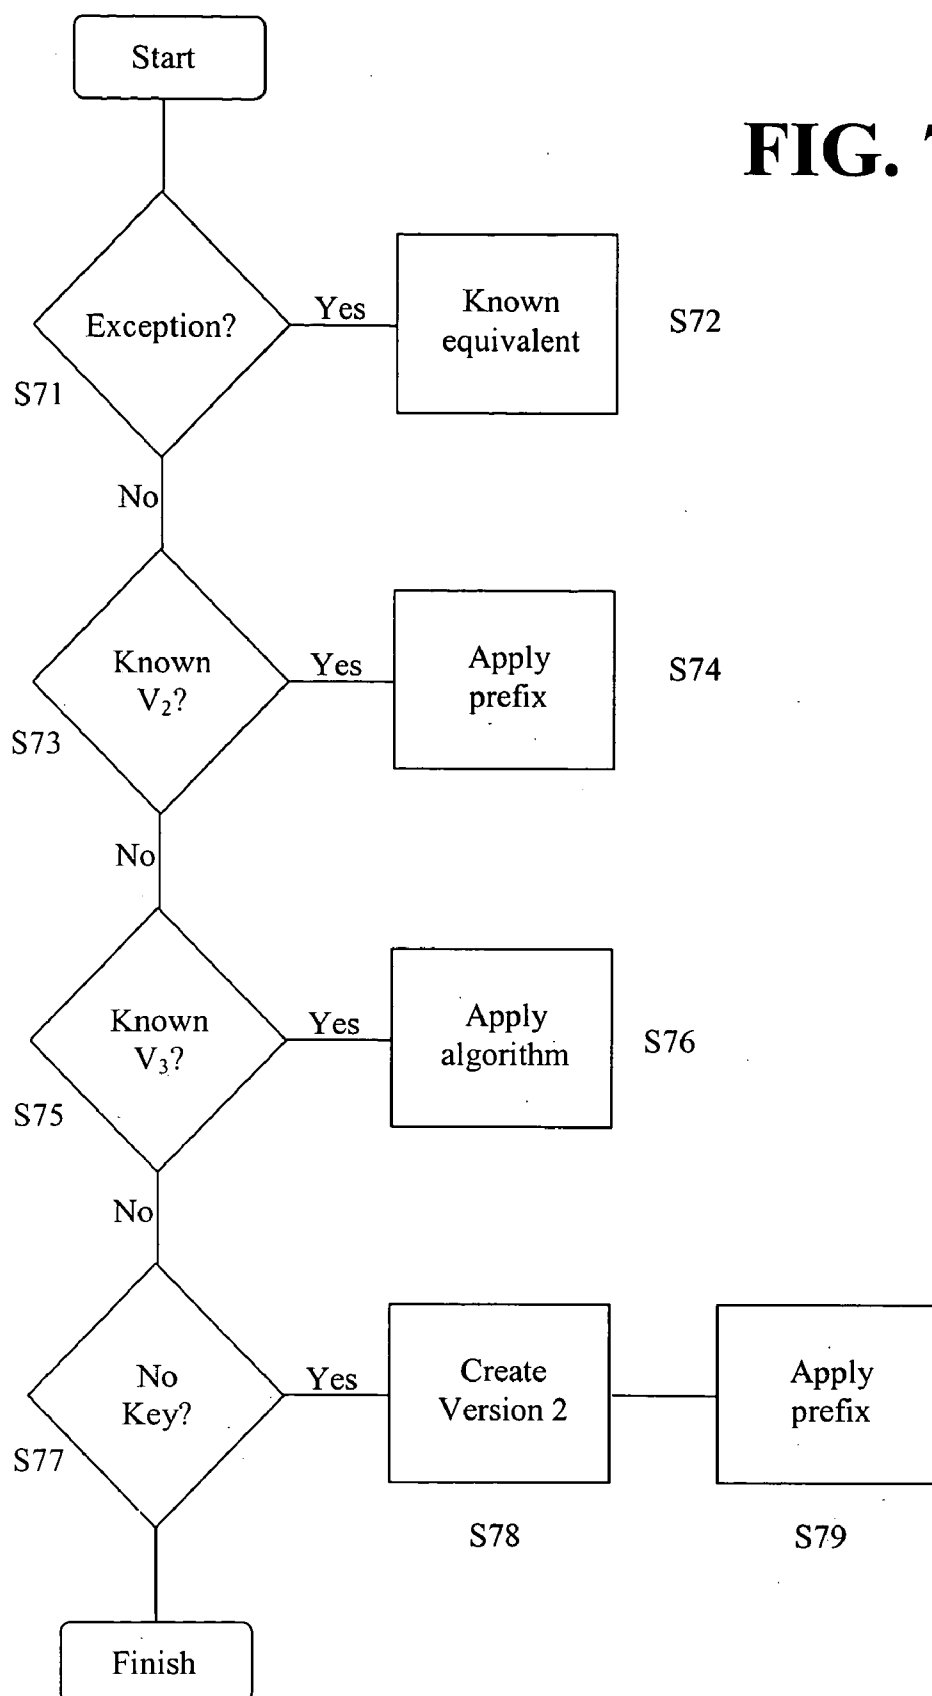 Start
FIG.
Exception?
Yes
Known
equivalent
S72
S71
No
Known
V₂?
Yes
Apply
prefix
S74
S73
No
Known
V₃?
Yes
Apply
algorithm
S76
S75
No
No
Key?
Yes
Create
Version 2
Apply
prefix
S77
S78
S79
Finish